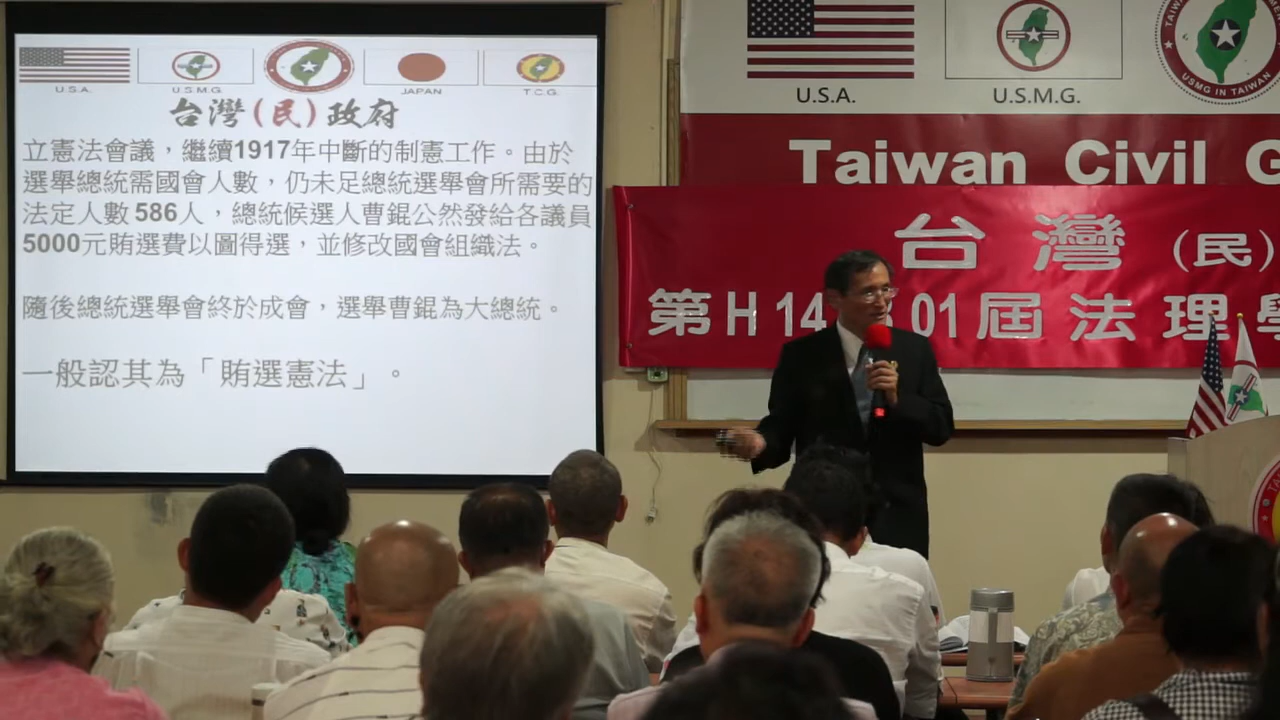 U.S.A.
U.S.M.G.
JAPAN
T.C.G.
台灣(民)政府
立憲法會議，繼續1917年中斷的制憲工作。由於
選舉總統需國會人數，仍未足總統選舉會所需要的
法定人數 586人，總統候選人曹錕公然發給各議員
5000元賄選費以圖得選，並修改國會組織法。
隨後總統選舉會終於成會，選舉曹錕為大總統。
一般認其為「賄選憲法」。
U.S.A.
U.S.M.G.
USMG IN TAIWAN
Taiwan Civil G
台灣(民)
第H14 01屆法理學